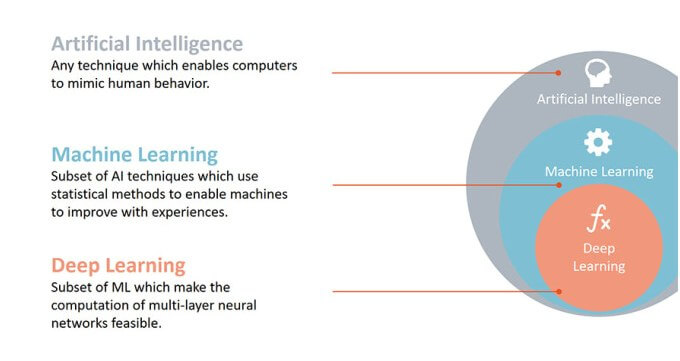 Artificial Intelligence
Any technique which enables computers
to mimic human behavior.
Machine Learning
Subset of AI techniques which use
statistical methods to enable machines
to improve with experiences.
Deep Learning
Subset of ML which make the
computation of multi-layer neural
networks feasible.
Artificial Intelligence
Machine Learning
fx
Deep
Learning